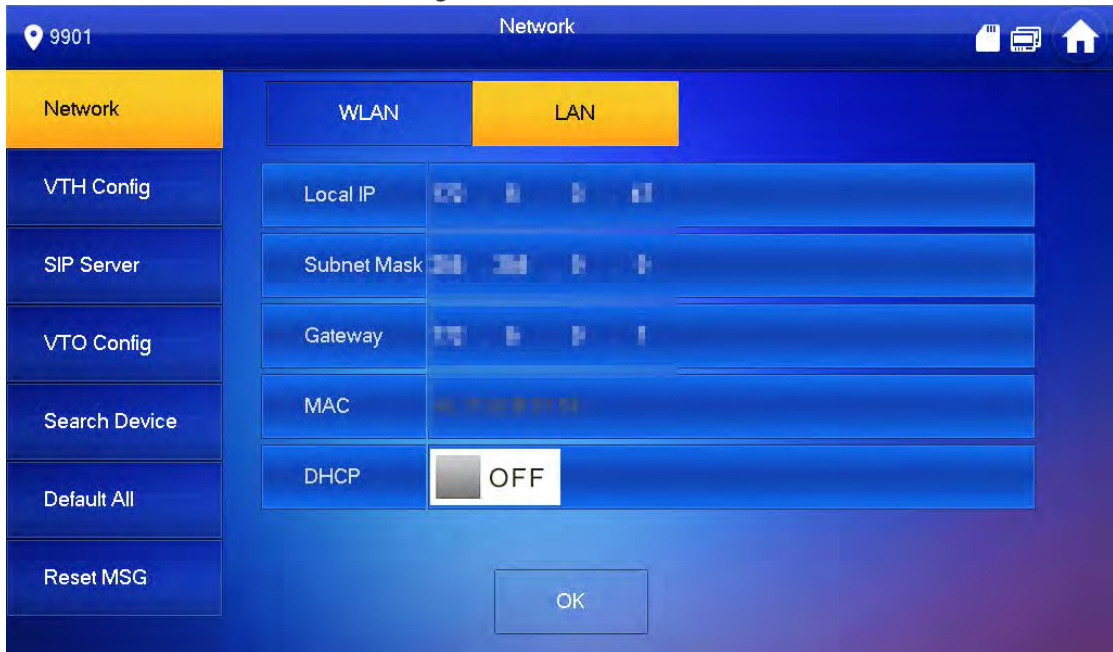 9901
Network
Network
WLAN
LAN
VTH Config
Local IP
SIP Server
Subnet Mask
VTO Config
Gateway
Search Device
MAC
Default All
DHCP
OFF
Reset MSG
OK